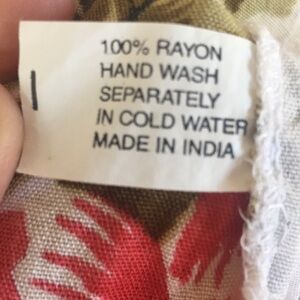 100% RAYON
HAND WASH
SEPARATELY
IN COLD WATER
MADE IN INDIA